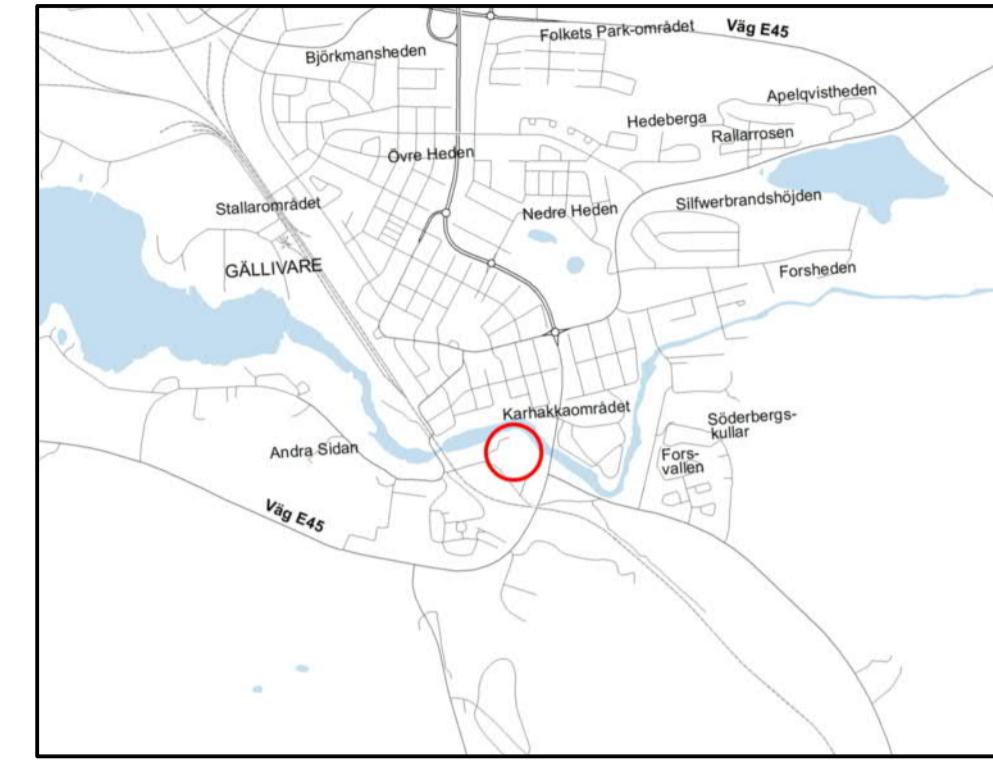 Folkets Park-området
Väg E45
Björkmansheden
Apelqvistheden
Hedeberga
Rallarrosen
Övre Heden
Stallarområdet
Nedre Heden
Silfwerbrandshöjden
GÄLLIVARE
Forsheden
Karhakkaområdet
Söderbergs-
kullar
Andra Sidan
Fors-
vallen
Väg E45